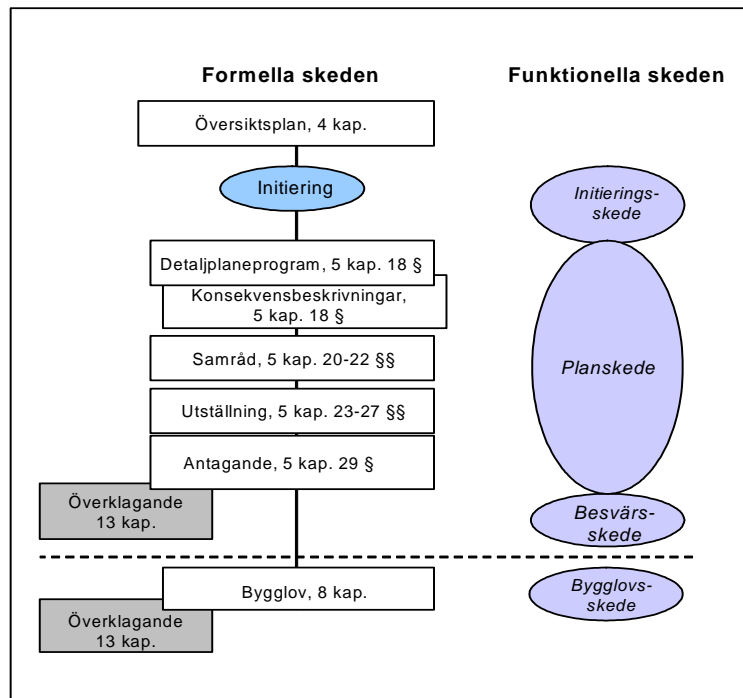 Formella skeden
Funktionella skeden
Översiktsplan, 4 kap.
Initiering
Initierings-
skede
Detaljplaneprogram, 5 kap. 18 §
Konsekvensbeskrivningar,
5 kap. 18 §
Samråd, 5 kap. 20-22 §§
Planskede
Utställning, 5 kap. 23-27 §§
Antagande, 5 kap. 29 §
Överklagande
13 kap.
Besvärs-
skede
Bygglov, 8 kap.
Bygglovs-
skede
Överklagande
13 kap.